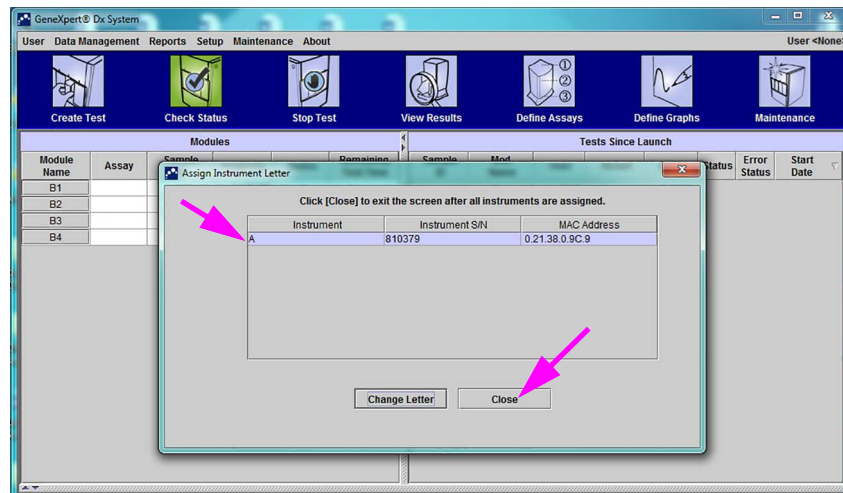 GeneXpert® Dx System
User Data Management Reports Setup Maintenance About User <None>
Create Test Check Status Stop Test View Results Define Assays Define Graphs Maintenance
Modules Tests Since Launch
Module Name Assay Sample Remaining Sample Mod Status Error Status Start Date
Assign Instrument Letter
B1
B2
B3
B4
Click [Close] to exit the screen after all instruments are assigned.
Instrument Instrument S/N MAC Address
A 810379 0.21.38.0.9C.9
Change Letter Close